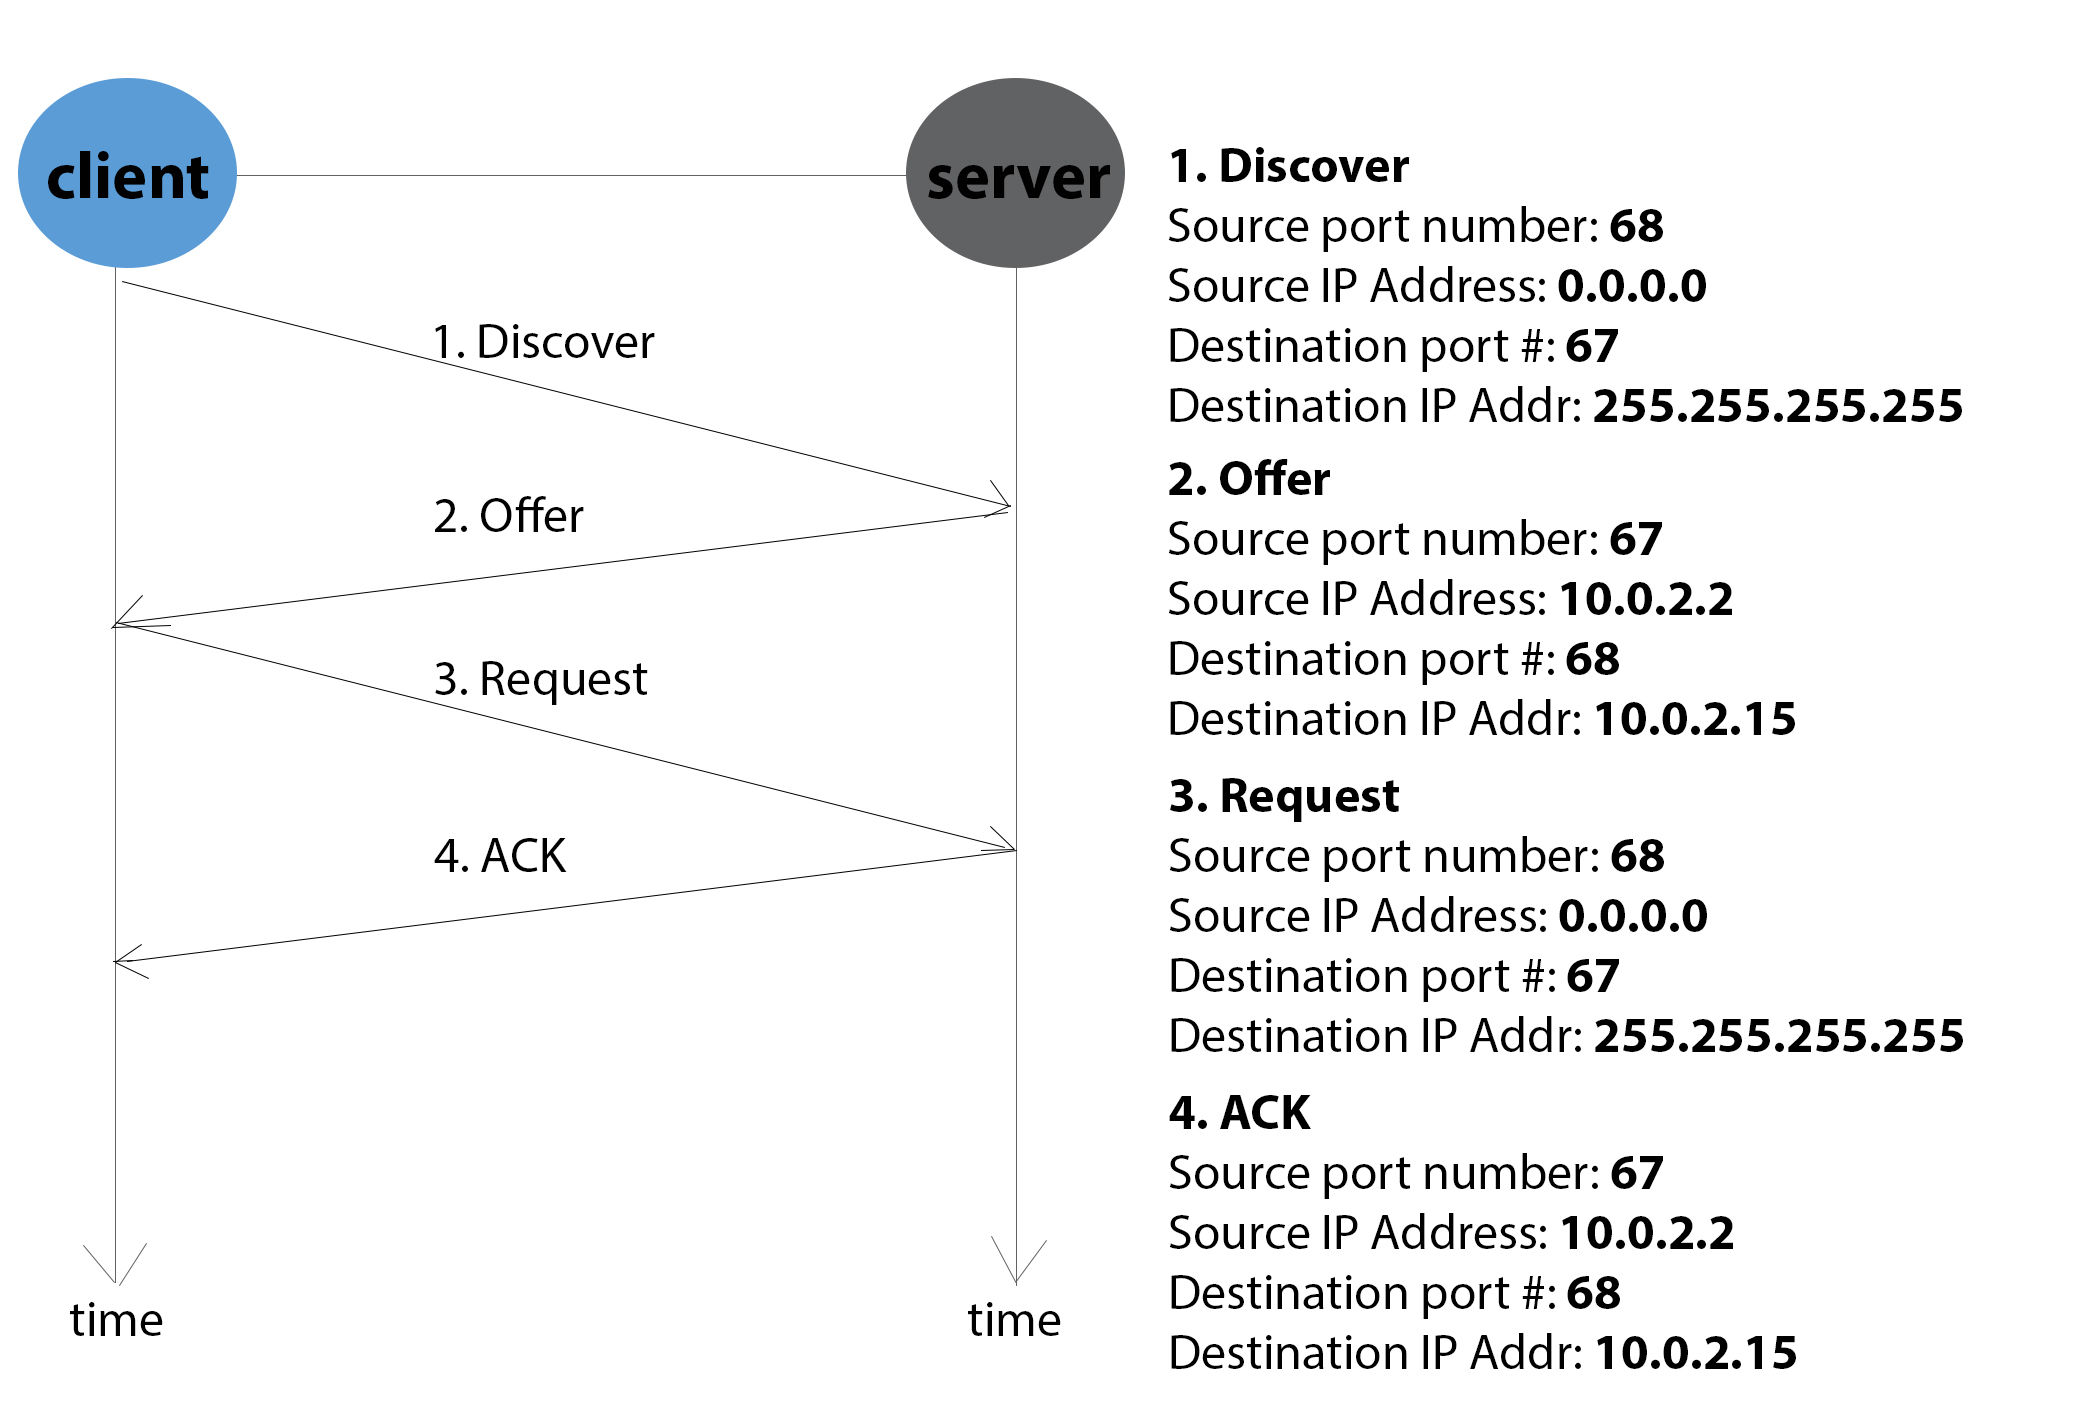 client
server
1. Discover
2. Offer
3. Request
4. ACK
time
time
1. Discover
Source port number: 68
Source IP Address: 0.0.0.0
Destination port #: 67
Destination IP Addr: 255.255.255.255
2. Offer
Source port number: 67
Source IP Address: 10.0.2.2
Destination port #: 68
Destination IP Addr: 10.0.2.15
3. Request
Source port number: 68
Source IP Address: 0.0.0.0
Destination port #: 67
Destination IP Addr: 255.255.255.255
4. ACK
Source port number: 67
Source IP Address: 10.0.2.2
Destination port #: 68
Destination IP Addr: 10.0.2.15